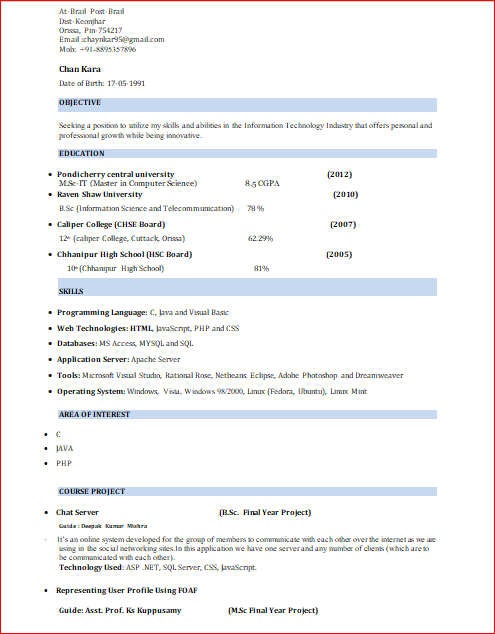 At-Brail Post-Brail
Dist-Keonjhar
Orissa, Pin-754217
Email :chaynkar95@gmail.com
Mob: +91-8895357896
Chan Kara
Date of Birth: 17-05-1991
OBJECTIVE
Seeking a position to utilize my skills and abilities in the Information Technology Industry that offers personal and
professional growth while being innovative.
EDUCATION
• Pondicherry central university (2012)
M.Sc-IT (Master in Computer Science) 8.5 CGPA
• Raven Shaw University (2010)
B.Sc (Information Science and Telecommunication) 78 %
• Caliper College (CHSE Board) (2007)
12th (caliper College, Cuttack, Orissa) 62.29%
• Chhanipur High School (HSC Board) (2005)
10th (Chhanipur High School) 81%
SKILLS
• Programming Language: C, Java and Visual Basic
• Web Technologies: HTML, JavaScript, PHP and CSS
• Databases: MS Access, MYSQL and SQL
• Application Server: Apache Server
• Tools: Microsoft Visual Studio, Rational Rose, Netbeans, Eclipse, Adobe Photoshop and Dreamweaver
• Operating System: Windows, Vista, Windows 98/2000, Linux (Fedora, Ubuntu), Linux Mint
AREA OF INTEREST
• C
• JAVA
• PHP
COURSE PROJECT
• Chat Server (B.Sc. Final Year Project)
Guide : Deepak Kumar Mishra
It's an online system developed for the group of members to communicate with each other over the internet as we are
using in the social networking sites.In this application we have one server and any number of clients (which are to
be communicated with each other).
Technology Used: ASP .NET, SQL Server, CSS, JavaScript.
• Representing User Profile Using FOAF
Guide: Asst. Prof. Ks Kuppusamy (M.Sc Final Year Project)